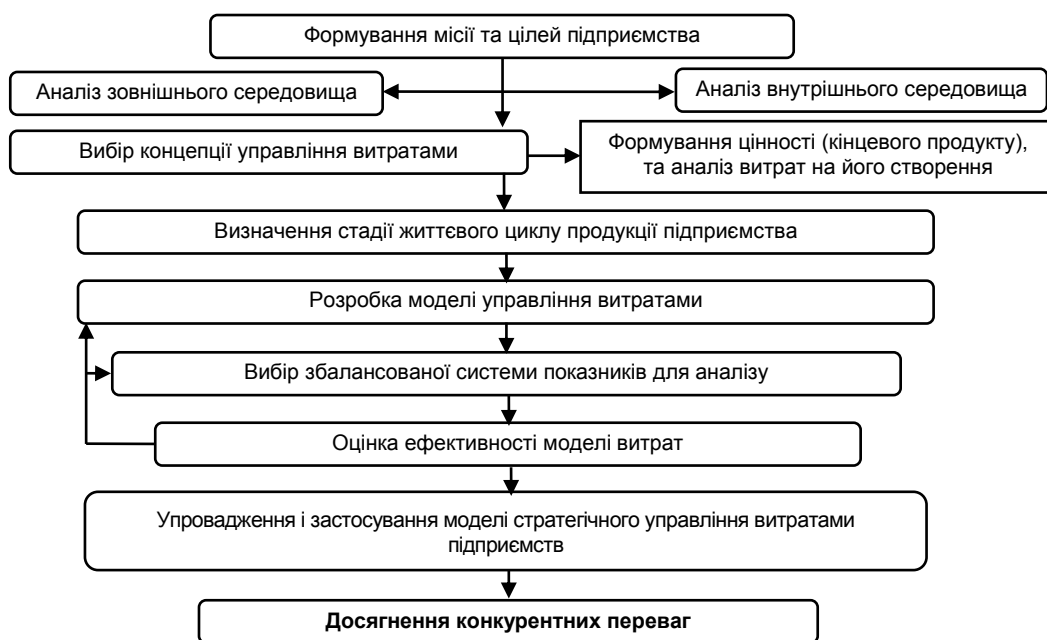 Формування місії та цілей підприємства
Аналіз зовнішнього середовища
Аналіз внутрішнього середовища
Вибір концепції управління витратами
Формування цінності (кінцевого продукту),
та аналіз витрат на його створення
Визначення стадії життєвого циклу продукції підприємства
Розробка моделі управління витратами
Вибір збалансованої системи показників для аналізу
Оцінка ефективності моделі витрат
Упровадження і застосування моделі стратегічного управління витратами
підприємств
Досягнення конкурентних переваг